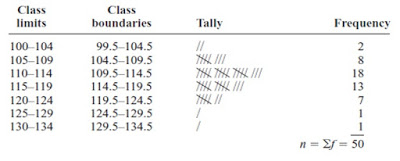 Class limits Class boundaries Tally Frequency
100–104 99.5–104.5 // 2
105–109 104.5–109.5 𝍸 /// 8
110–114 109.5–114.5 𝍸 𝍸 𝍸 /// 18
115–119 114.5–119.5 𝍸 𝍸 /// 13
120–124 119.5–124.5 𝍸 // 7
125–129 124.5–129.5 / 1
130–134 129.5–134.5 / 1
n = Σf = 50